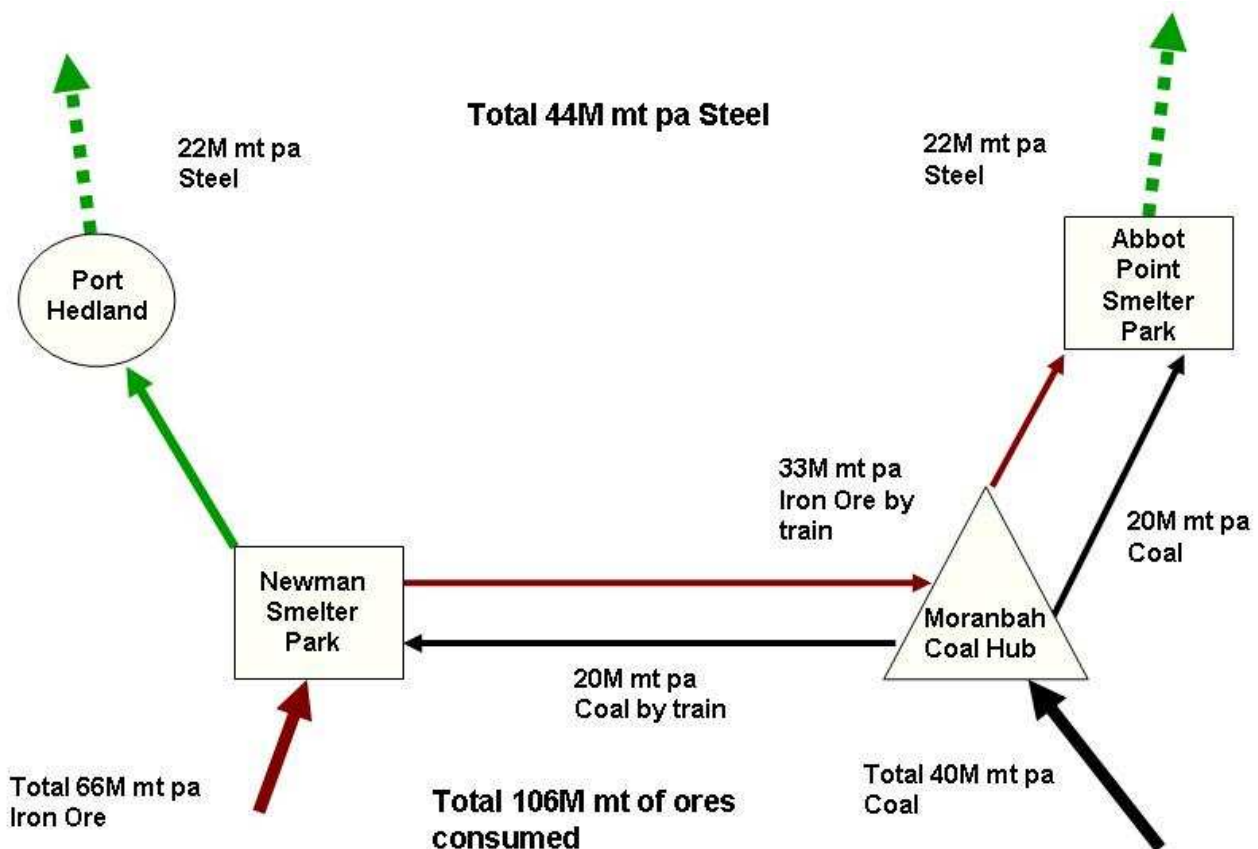 Total 44M mt pa Steel
22M mt pa
Steel
22M mt pa
Steel
Port
Hedland
Abbot
Point
Smelter
Park
33M mt pa
Iron Ore by
train
20M mt pa
Coal
Newman
Smelter
Park
Moranbah
Coal Hub
20M mt pa
Coal by train
Total 66M mt pa
Iron Ore
Total 106M mt of ores
consumed
Total 40M mt pa
Coal